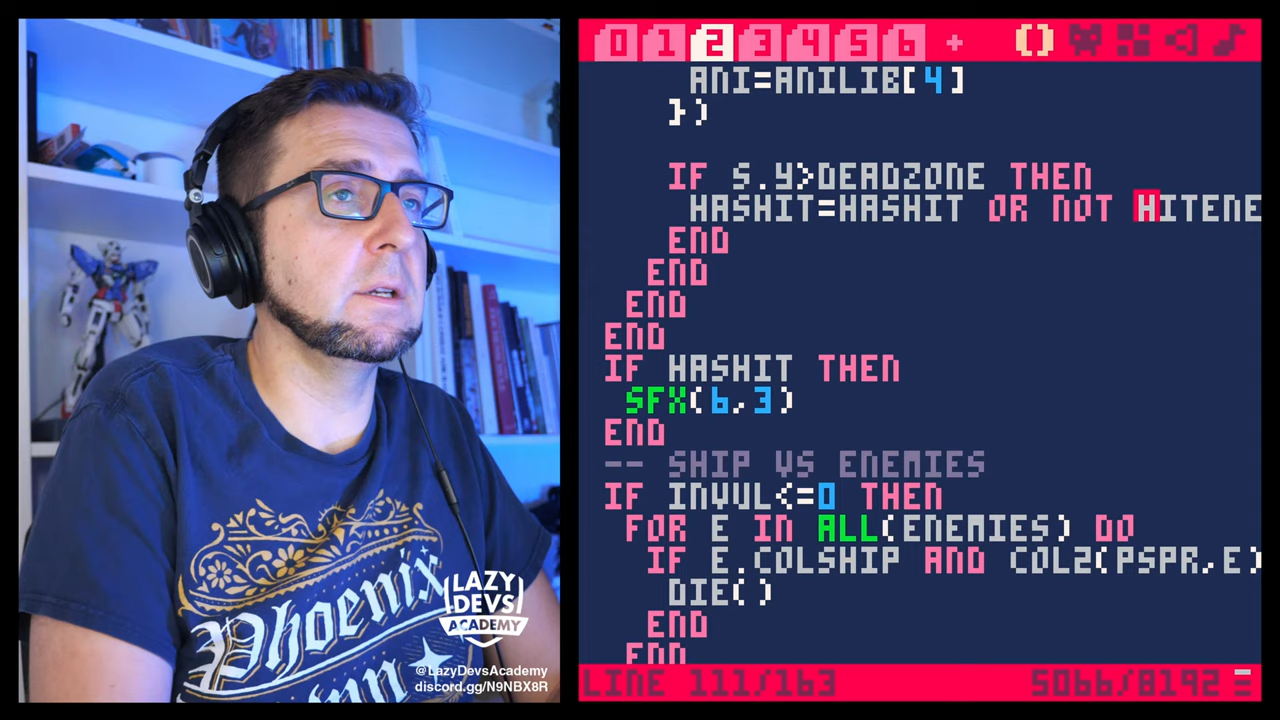 0 1 2 3 4 5 6 + ()
ANI=ANILIB[4]
})
IF S.Y>DEADZONE THEN
HASHIT=HASHIT OR NOT HITENE
END
END
END
END
IF HASHIT THEN
SFX(6,3)
END
-- SHIP VS ENEMIES
IF INVUL<=0 THEN
FOR E IN ALL(ENEMIES) DO
IF E.COLSHIP AND COL2(PSPR,E)
DIE()
END
END
LINE 111/163
5066/8192
Phoenix
LAZY
DEVS
ACADEMY
@LazyDevsAcademy
discord.gg/N9NBX8R